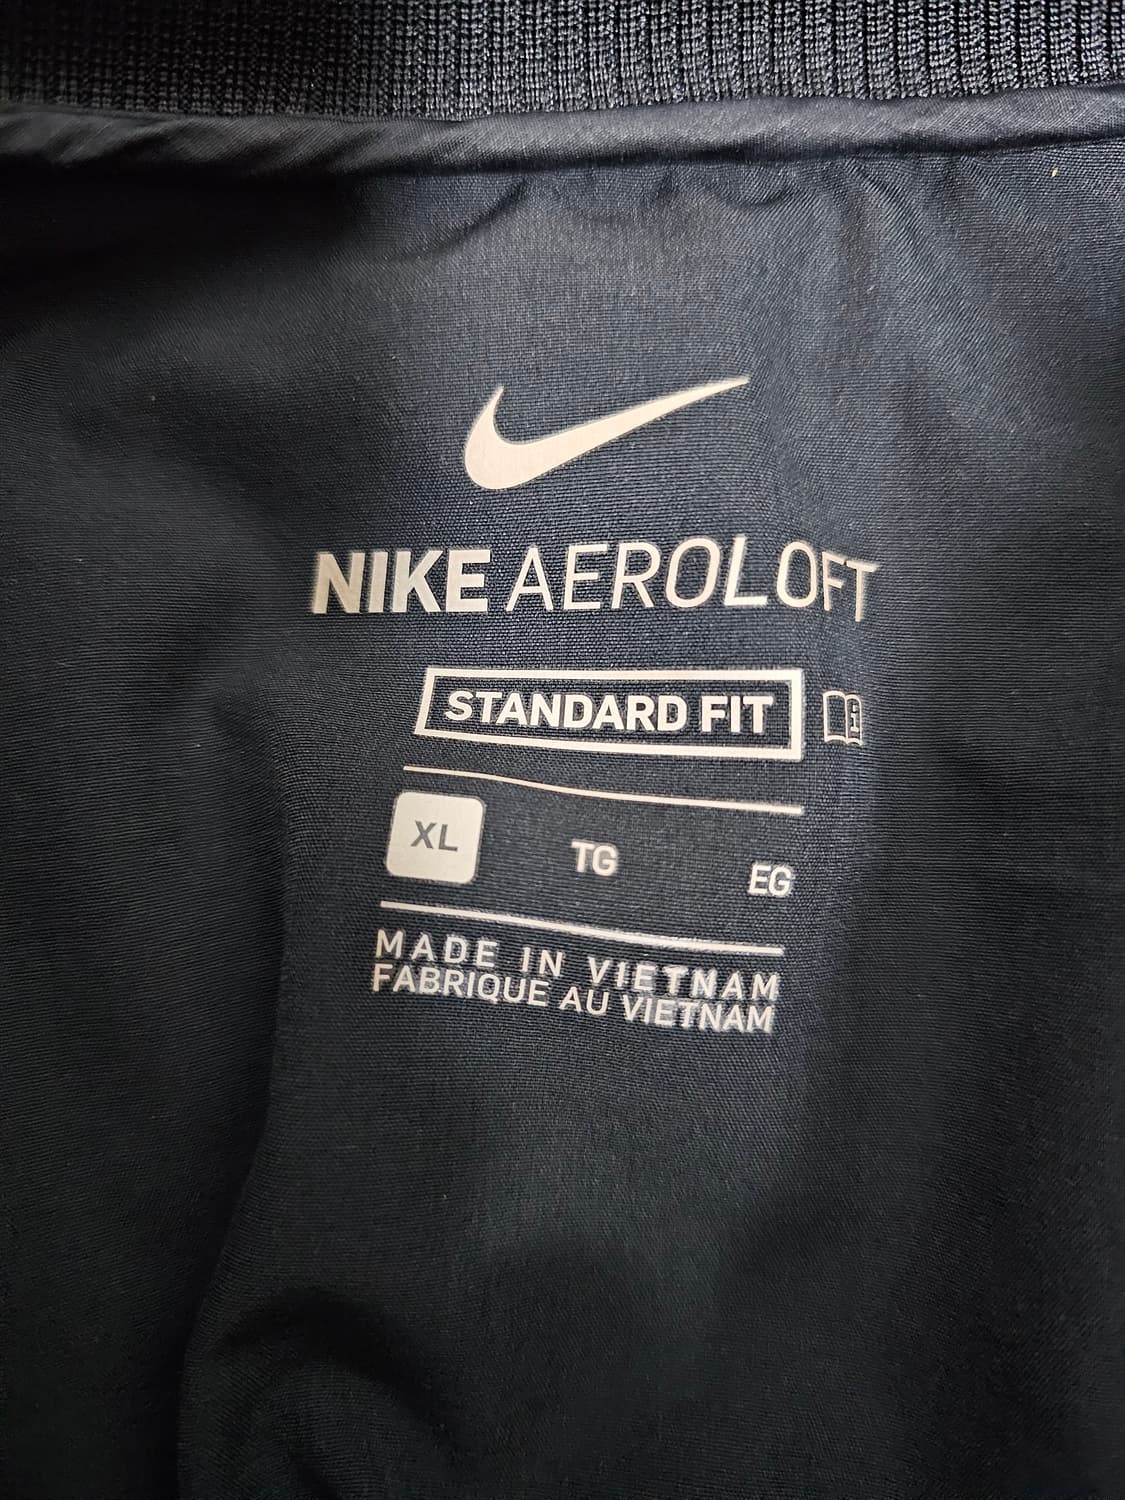 NIKE AEROLOFT
STANDARD FIT
XL TG EG
MADE IN VIETNAM
FABRIQUE AU VIETNAM